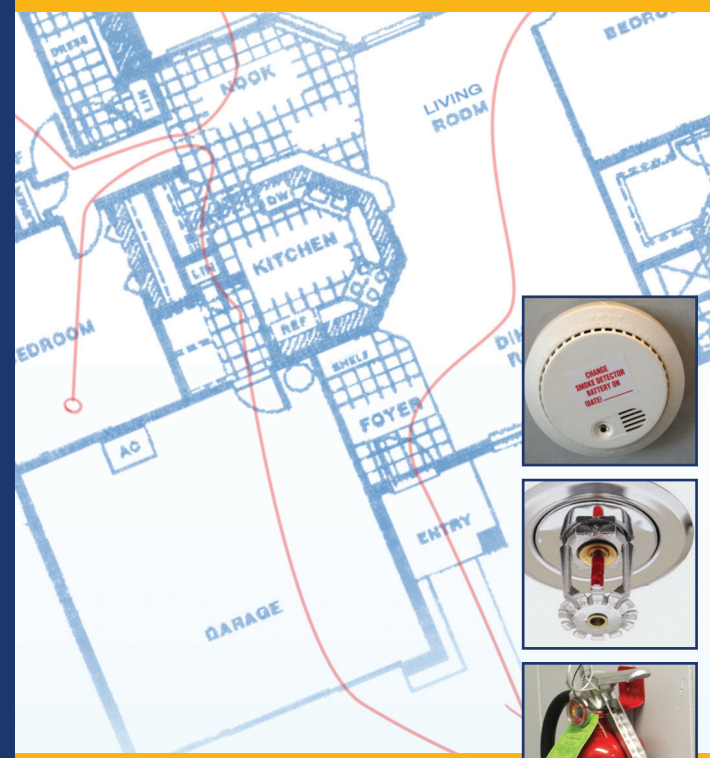 DRESS
LIN
NOOK
LIVING
ROOM
DW
KITCHEN
LIN
REF
SHELF
FOYER
EDROOM
AC
ENTRY
GARAGE
CHANGE
SMOKE DETECTOR
BATTERY ON
(DATE)